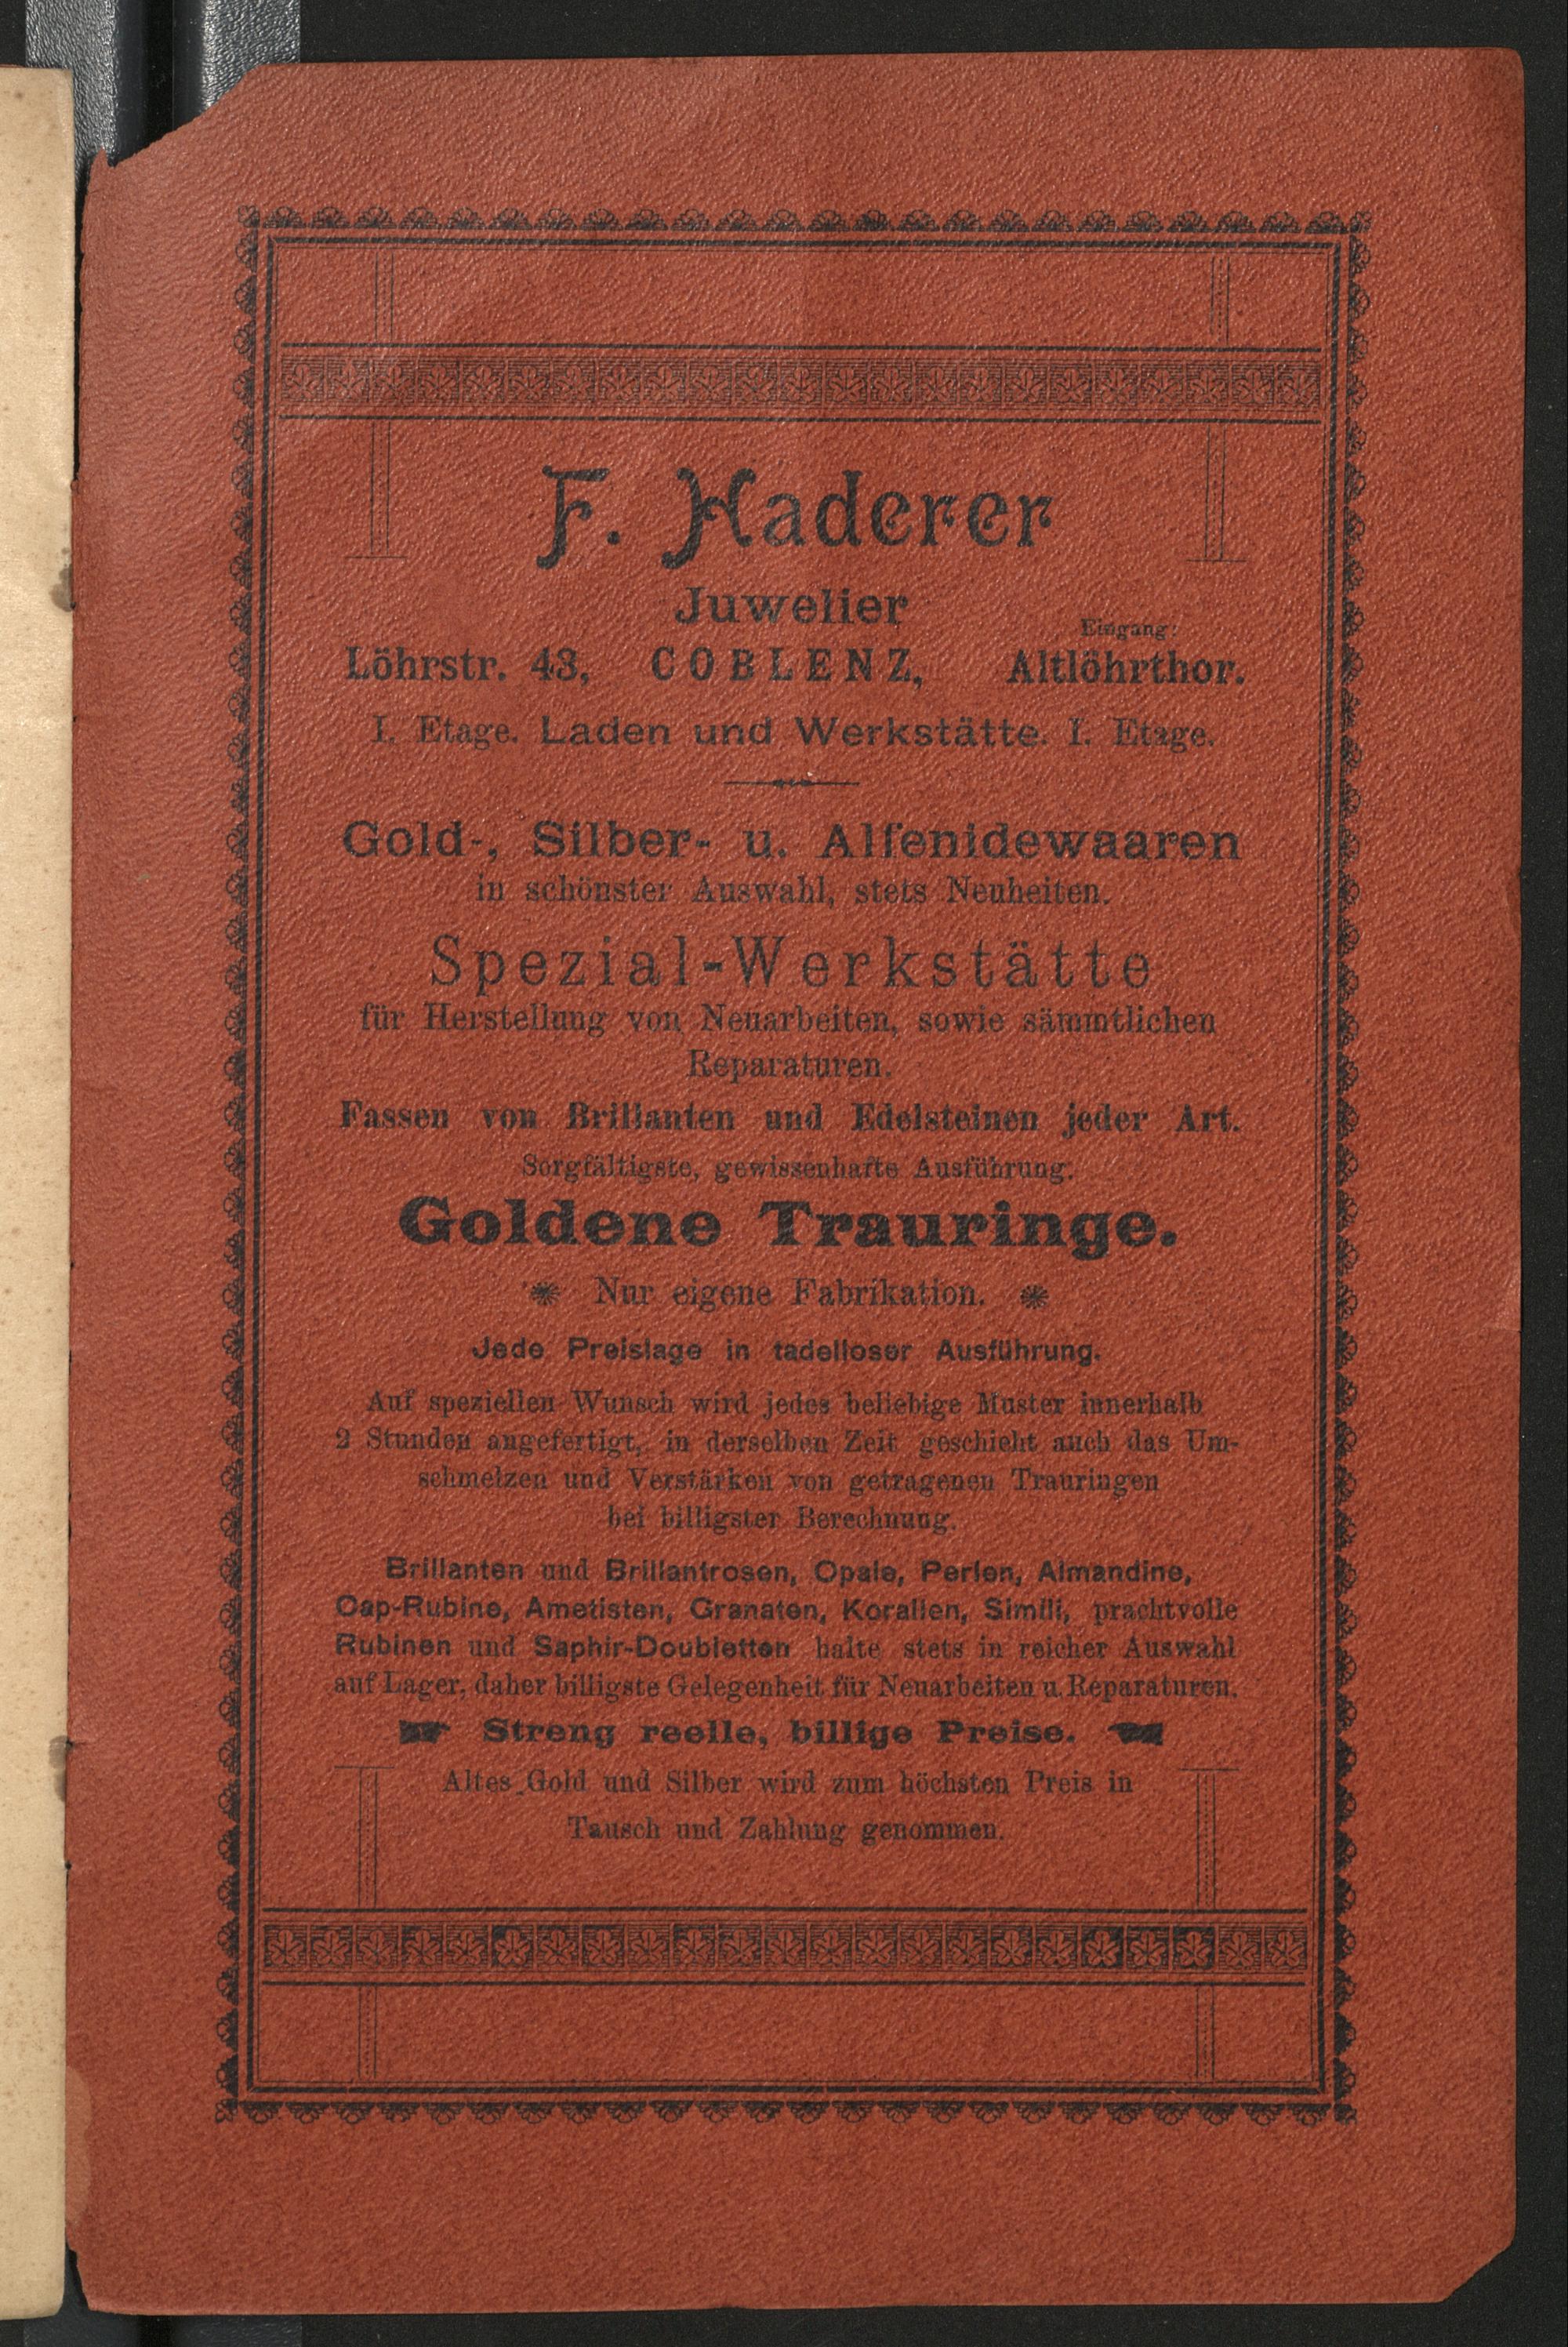 F. Haderer
Juwelier
Eingang:
Löhrstr. 43, COBLENZ, Altlöhrthor.
I. Etage. Laden und Werkstätte. I. Etage.
Gold-, Silber- u. Alfenidewaaren
in schönster Auswahl, stets Neuheiten.
Spezial-Werkstätte
für Herstellung von Neuarbeiten, sowie sämmtlichen
Reparaturen.
Fassen von Brillanten und Edelsteinen jeder Art.
Sorgfältigste, gewissenhafte Ausführung.
Goldene Trauringe.
Nur eigene Fabrikation.
Jede Preislage in tadelloser Ausführung.
Auf speziellen Wunsch wird jedes beliebige Muster innerhalb
2 Stunden angefertigt, in derselben Zeit geschieht auch das Um-
schmelzen und Verstärken von getragenen Trauringen
bei billigster Berechnung.
Brillanten und Brillantrosen, Opale, Perlen, Almandine,
Cap-Rubine, Ametisten, Granaten, Korallen, Simili, prachtvolle
Rubinen und Saphir-Doubletten halte stets in reicher Auswahl
auf Lager, daher billigste Gelegenheit für Neuarbeiten u. Reparaturen.
Streng reelle, billige Preise.
Altes Gold und Silber wird zum höchsten Preis in
Tausch und Zahlung genommen.